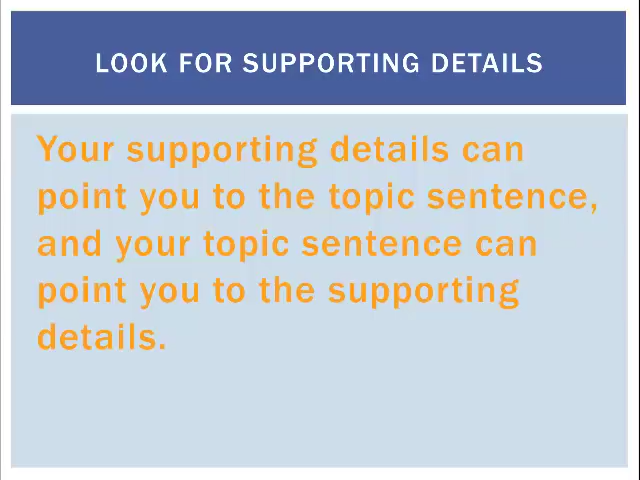 LOOK FOR SUPPORTING DETAILS
Your supporting details can
point you to the topic sentence,
and your topic sentence can
point you to the supporting
details.